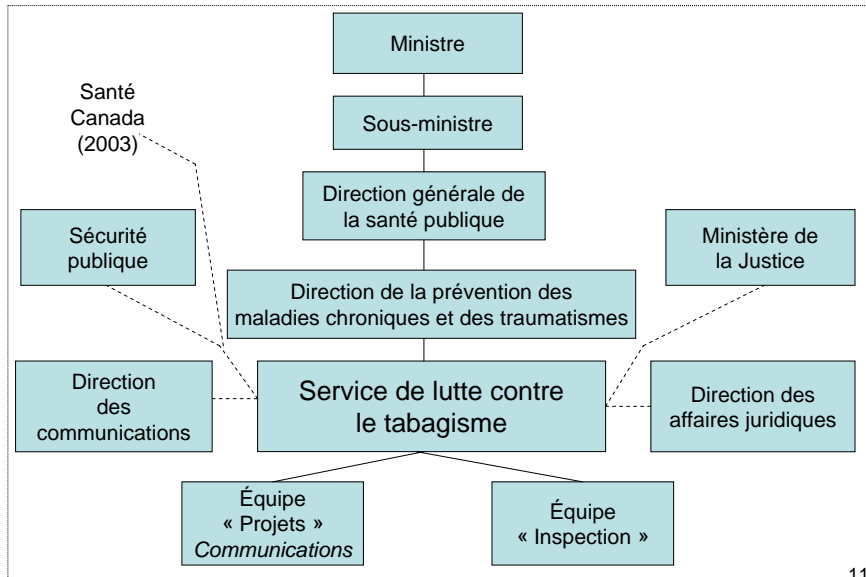 Ministre
Santé
Canada
(2003)
Sous-ministre
Direction générale de
la santé publique
Sécurité
publique
Ministère de
la Justice
Direction de la prévention des
maladies chroniques et des traumatismes
Direction
des
communications
Service de lutte contre
le tabagisme
Direction des
affaires juridiques
Équipe
« Projets »
Communications
Équipe
« Inspection »
11